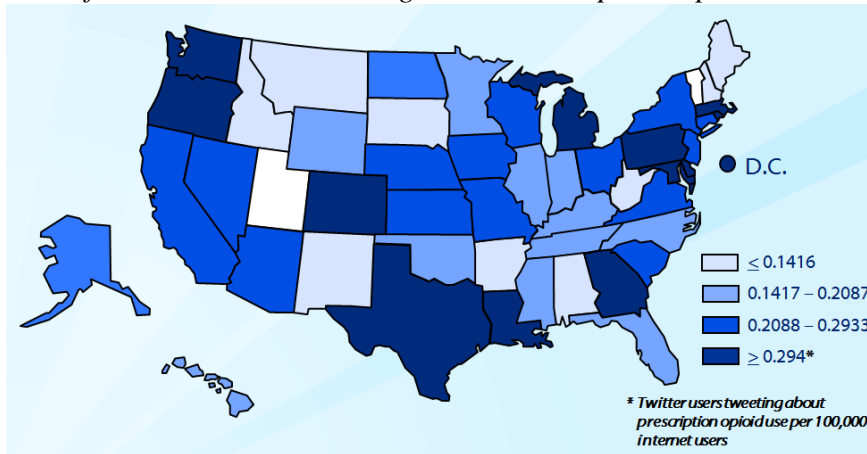 D.C.
≤ 0.1416
0.1417 – 0.2087
0.2088 – 0.2933
≥ 0.294*
* Twitter users tweeting about
prescription opioid use per 100,000
internet users